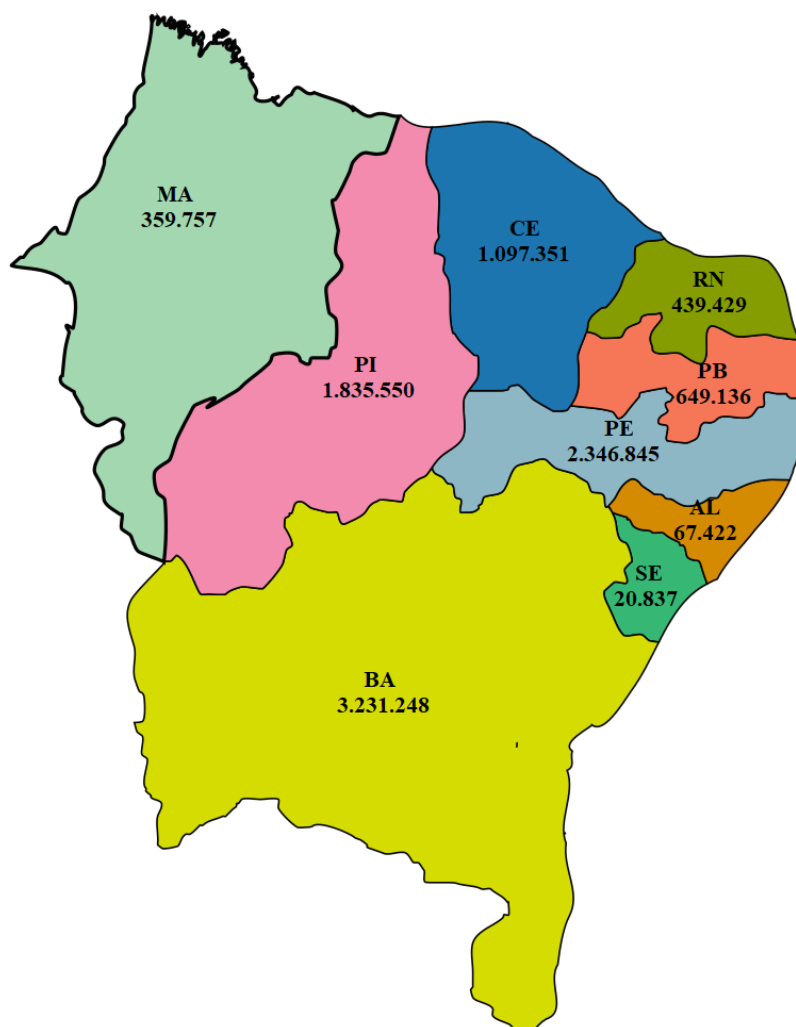 MA
359.757
CE
1.097.351
RN
439.429
PI
1.835.550
PB
649.136
PE
2.346.845
AL
67.422
SE
20.837
BA
3.231.248